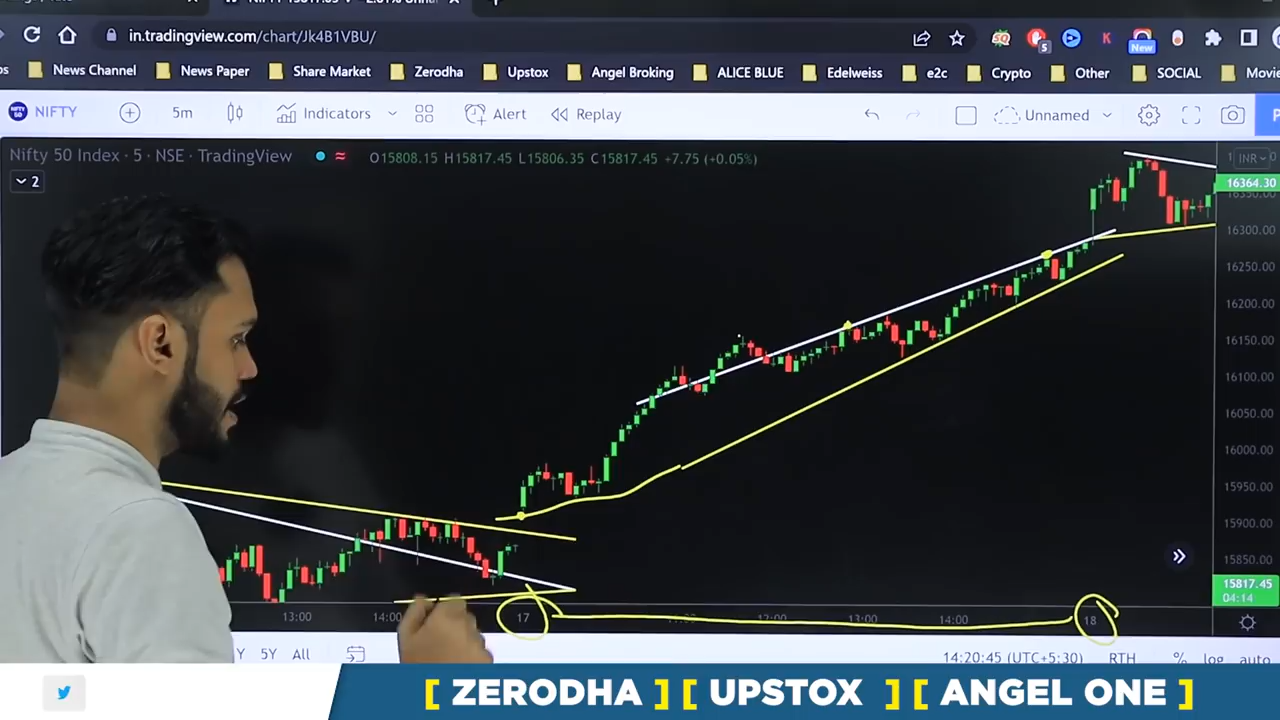 in.tradingview.com/chart/Jk4B1VBU/
5
New
News Channel News Paper Share Market Zerodha Upstox Angel Broking ALICE BLUE Edelweiss e2c Crypto Other SOCIAL Movie
NIFTY 5m Indicators Alert Replay Unnamed
Nifty 50 Index · 5 · NSE · TradingView O15808.15 H15817.45 L15806.35 C15817.45 +7.75 (+0.05%) INR
2
16364.30
16300.00
16250.00
16200.00
16150.00
16100.00
16050.00
16000.00
15950.00
15900.00
15850.00
15817.45
04:14
13:00 14:00 17 12:00 13:00 14:00 18
Y 5Y All 14:20:45 (UTC+5:30) RTH % log auto
[ ZERODHA ] [ UPSTOX ] [ ANGEL ONE ]